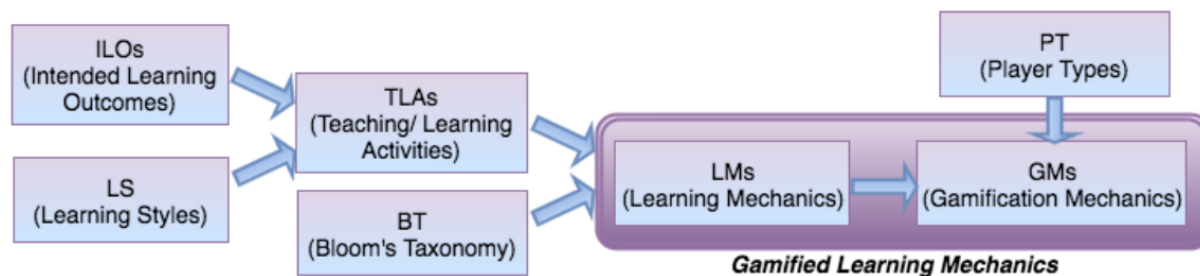 ILOs
(Intended Learning
Outcomes)
LS
(Learning Styles)
TLAs
(Teaching/ Learning
Activities)
BT
(Bloom's Taxonomy)
PT
(Player Types)
LMs
(Learning Mechanics)
GMs
(Gamification Mechanics)
Gamified Learning Mechanics